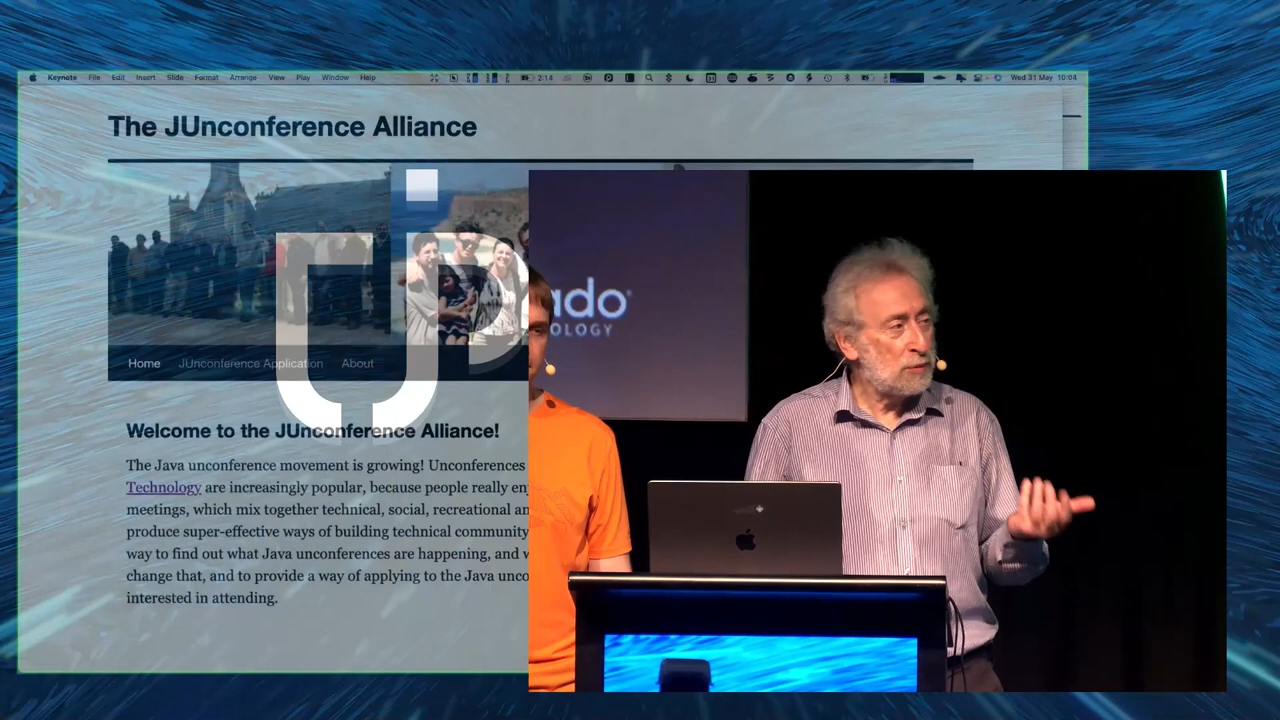 Keynote File Edit Insert Slide Format Arrange View Play Window Help 2:14 Wed 31 May 10:04
The JUnconference Alliance
Home JUnconference Application About
Welcome to the JUnconference Alliance!
The Java unconference movement is growing! Unconferences
Technology are increasingly popular, because people really en
meetings, which mix together technical, social, recreational an
produce super-effective ways of building technical community
way to find out what Java unconferences are happening, and w
change that, and to provide a way of applying to the Java unco
interested in attending.
ado
OLOGY